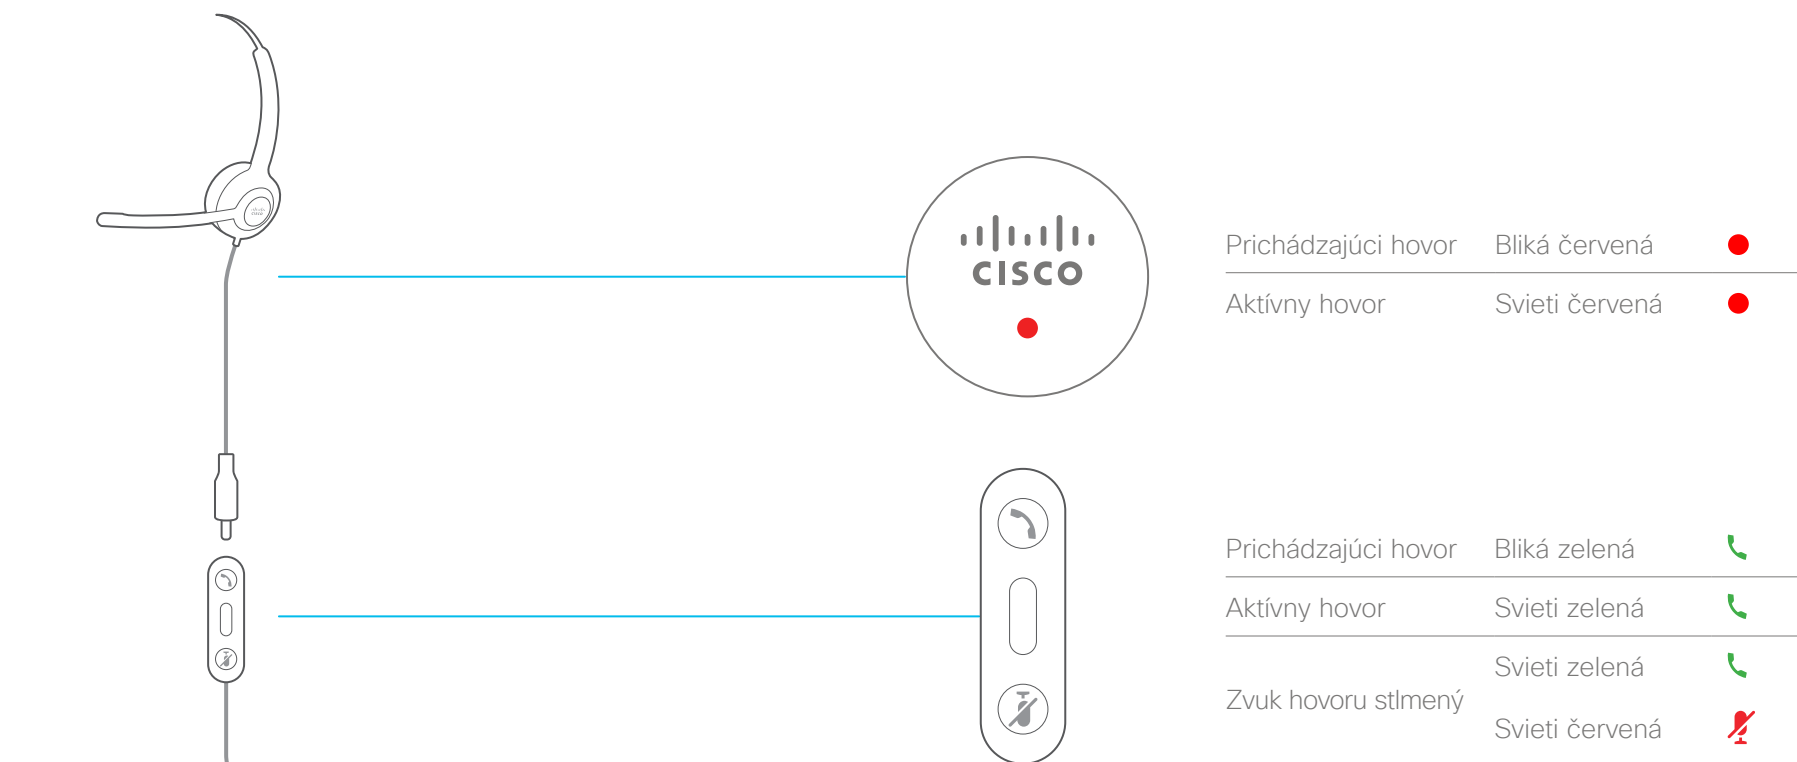 CISCO
Prichádzajúci hovor Bliká červená
Aktívny hovor Svieti červená
Prichádzajúci hovor Bliká zelená
Aktívny hovor Svieti zelená
Zvuk hovoru stlmený Svieti zelená
Svieti červená